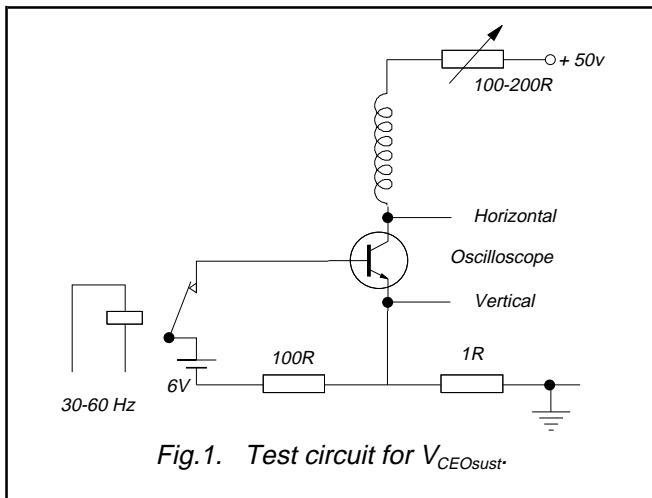 + 50v
100-200R
Horizontal
Oscilloscope
Vertical
100R
1R
6V
30-60 Hz
Fig.1. Test circuit for VCEOsust.